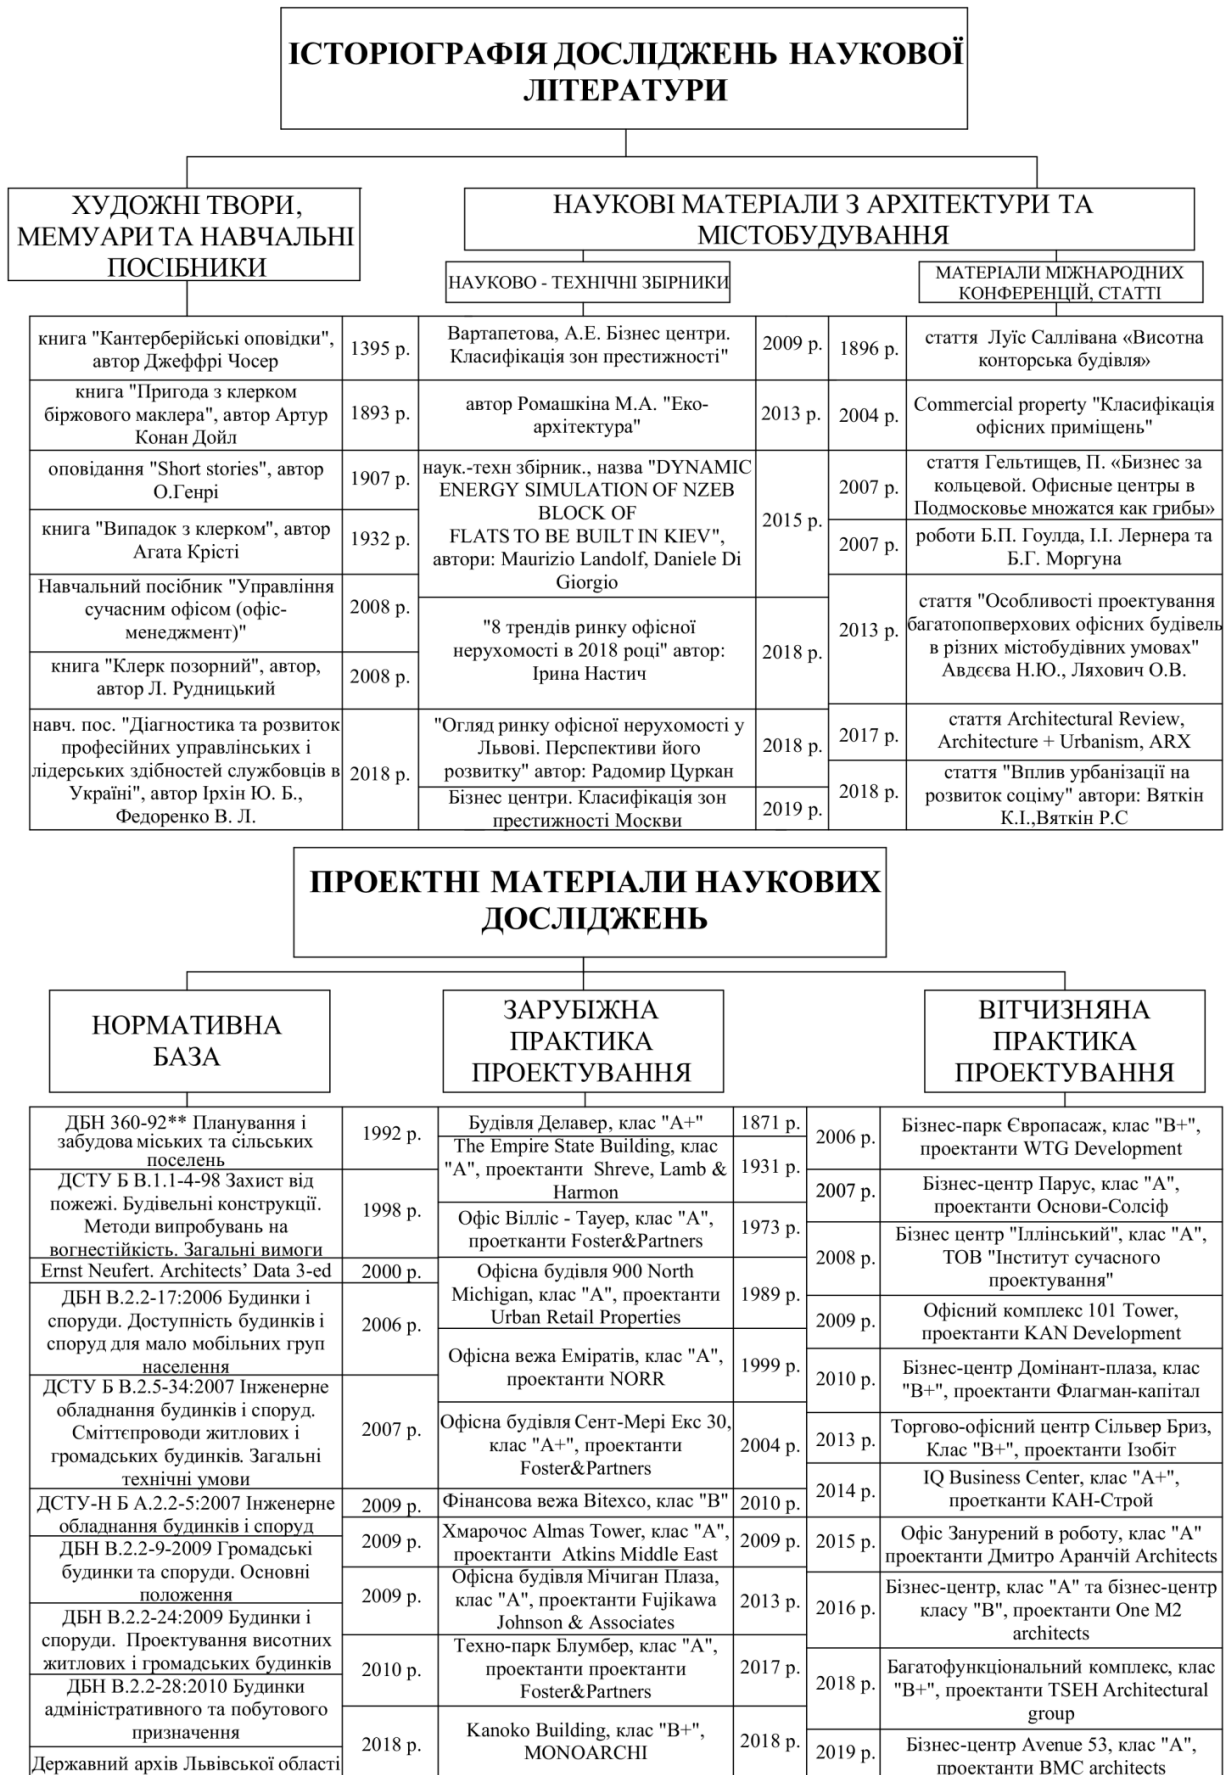 ІСТОРІОГРАФІЯ ДОСЛІДЖЕНЬ НАУКОВОЇ
ЛІТЕРАТУРИ
ХУДОЖНІ ТВОРИ,
МЕМУАРИ ТА НАВЧАЛЬНІ
ПОСІБНИКИ
НАУКОВІ МАТЕРІАЛИ З АРХІТЕКТУРИ ТА
МІСТОБУДУВАННЯ
НАУКОВО - ТЕХНІЧНІ ЗБІРНИКИ
МАТЕРІАЛИ МІЖНАРОДНИХ
КОНФЕРЕНЦІЙ, СТАТТІ
книга "Кантерберійські оповідки",
автор Джеффрі Чосер
1395 р.
книга "Пригода з клерком
біржового маклера", автор Артур
Конан Дойл
1893 р.
оповідання "Short stories", автор
О.Генрі
1907 р.
книга "Випадок з клерком", автор
Агата Крісті
1932 р.
Навчальний посібник "Управління
сучасним офісом (офіс-
менеджмент)"
2008 р.
книга "Клерк позорний", автор,
автор Л. Рудницький
2008 р.
навч. пос. "Діагностика та розвиток
професійних управлінських і
лідерських здібностей службовців в
Україні", автор Ірхін Ю. Б.,
Федоренко В. Л.
2018 р.
Вартапетова, А.Е. Бізнес центри.
Класифікація зон престижності"
2009 р.
автор Ромашкіна М.А. "Еко-
архітектура"
2013 р.
наук.-техн збірник., назва "DYNAMIC
ENERGY SIMULATION OF NZEB
BLOCK OF
FLATS TO BE BUILT IN KIEV",
автори: Maurizio Landolf, Daniele Di
Giorgio
2015 р.
"8 трендів ринку офісної
нерухомості в 2018 році" автор:
Ірина Настич
2018 р.
"Огляд ринку офісної нерухомості у
Львові. Перспективи його
розвитку" автор: Радомир Цуркан
2018 р.
Бізнес центри. Класифікація зон
престижності Москви
2019 р.
1896 р.
стаття Луїс Саллівана «Висотна
конторська будівля»
2004 р.
Commercial property "Класифікація
офісних приміщень"
2007 р.
стаття Гельтищев, П. «Бизнес за
кольцевой. Офисные центры в
Подмосковье множатся как грибы»
2007 р.
роботи Б.П. Гоулда, І.І. Лернера та
Б.Г. Моргуна
2013 р.
стаття "Особливості проектування
багатопопверхових офісних будівель
в різних містобудівних умовах"
Авдєєва Н.Ю., Ляхович О.В.
2017 р.
стаття Architectural Review,
Architecture + Urbanism, ARX
2018 р.
стаття "Вплив урбанізації на
розвиток соціму" автори: Вяткін
К.І.,Вяткін Р.С
ПРОЕКТНІ МАТЕРІАЛИ НАУКОВИХ
ДОСЛІДЖЕНЬ
НОРМАТИВНА
БАЗА
ЗАРУБІЖНА
ПРАКТИКА
ПРОЕКТУВАННЯ
ВІТЧИЗНЯНА
ПРАКТИКА
ПРОЕКТУВАННЯ
ДБН 360-92** Планування і
забудова міських та сільських
поселень
1992 р.
ДСТУ Б В.1.1-4-98 Захист від
пожежі. Будівельні конструкції.
Методи випробувань на
вогнестійкість. Загальні вимоги
1998 р.
Ernst Neufert. Architects’ Data 3-ed
2000 р.
ДБН В.2.2-17:2006 Будинки і
споруди. Доступність будинків і
споруд для мало мобільних груп
населення
2006 р.
ДСТУ Б В.2.5-34:2007 Інженерне
обладнання будинків і споруд.
Сміттєпроводи житлових і
громадських будинків. Загальні
технічні умови
2007 р.
ДСТУ-Н Б А.2.2-5:2007 Інженерне
обладнання будинків і споруд
2009 р.
ДБН В.2.2-9-2009 Громадські
будинки та споруди. Основні
положення
2009 р.
ДБН В.2.2-24:2009 Будинки і
споруди. Проектування висотних
житлових і громадських будинків
2009 р.
ДБН В.2.2-28:2010 Будинки
адміністративного та побутового
призначення
2010 р.
Державний архів Львівської області
2018 р.
Будівля Делавер, клас "А+"
1871 р.
The Empire State Building, клас
"А", проектанти Shreve, Lamb &
Harmon
1931 р.
Офіс Вілліс - Тауер, клас "А",
проетканти Foster&Partners
1973 р.
Офісна будівля 900 North
Michigan, клас "А", проектанти
Urban Retail Properties
1989 р.
Офісна вежа Еміратів, клас "А",
проектанти NORR
1999 р.
Офісна будівля Сент-Мері Екс 30,
клас "А+", проектанти
Foster&Partners
2004 р.
Фінансова вежа Bitexco, клас "В"
2010 р.
Хмарочос Almas Tower, клас "А",
проектанти Atkins Middle East
2009 р.
Офісна будівля Мічиган Плаза,
клас "А", проектанти Fujikawa
Johnson & Associates
2013 р.
Техно-парк Блумбер, клас "А",
проектанти проектанти
Foster&Partners
2017 р.
Kanoko Building, клас "В+",
MONOARCHI
2018 р.
2006 р.
Бізнес-парк Європасаж, клас "В+",
проектанти WTG Development
2007 р.
Бізнес-центр Парус, клас "А",
проектанти Основи-Солсіф
2008 р.
Бізнес центр "Іллінський", клас "А",
ТОВ "Інститут сучасного
проектування"
2009 р.
Офісний комплекс 101 Tower,
проектанти KAN Development
2010 р.
Бізнес-центр Домінант-плаза, клас
"В+", проектанти Флагман-капітал
2013 р.
Торгово-офісний центр Сільвер Бриз,
Клас "В+", проектанти Ізобіт
2014 р.
IQ Business Center, клас "А+",
проетканти КАН-Строй
2015 р.
Офіс Занурений в роботу, клас "А"
проектанти Дмитро Аранчій Architects
2016 р.
Бізнес-центр, клас "А" та бізнес-центр
класу "В", проектанти One M2
architects
2018 р.
Багатофункціональний комплекс, клас
"В+", проектанти TSEH Architectural
group
2019 р.
Бізнес-центр Avenue 53, клас "А",
проектанти BMC architects